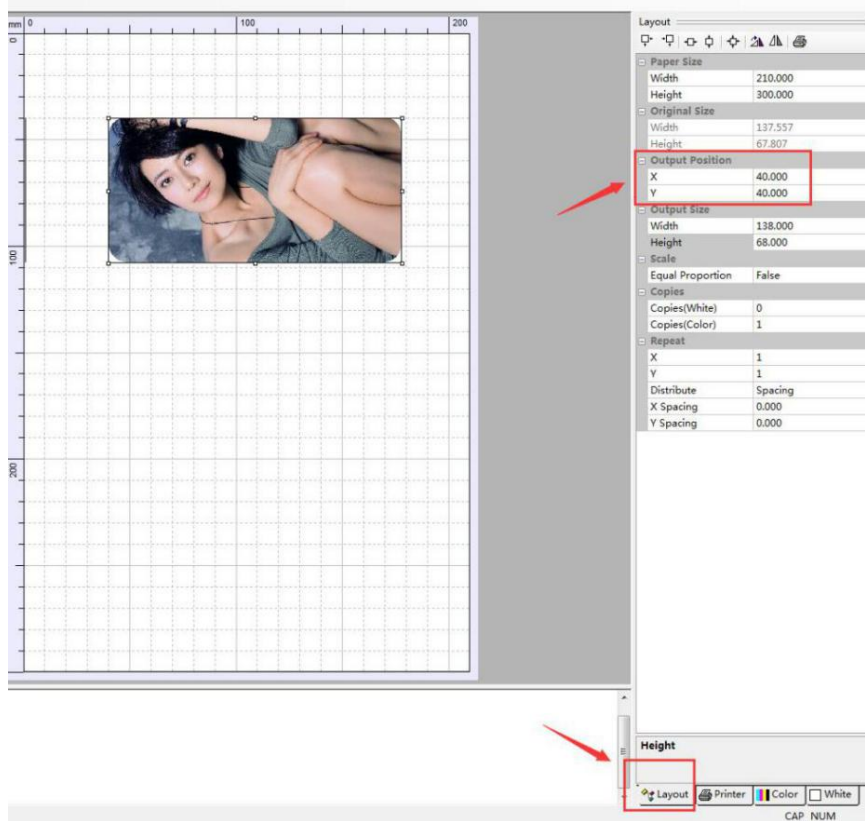 mm 0 100 200
0
100
200
Layout
Paper Size
Width 210.000
Height 300.000
Original Size
Width 137.557
Height 67.807
Output Position
X 40.000
Y 40.000
Output Size
Width 138.000
Height 68.000
Scale
Equal Proportion False
Copies
Copies(White) 0
Copies(Color) 1
Repeat
X 1
Y 1
Distribute Spacing
X Spacing 0.000
Y Spacing 0.000
Height
Layout Printer Color White
CAP NUM